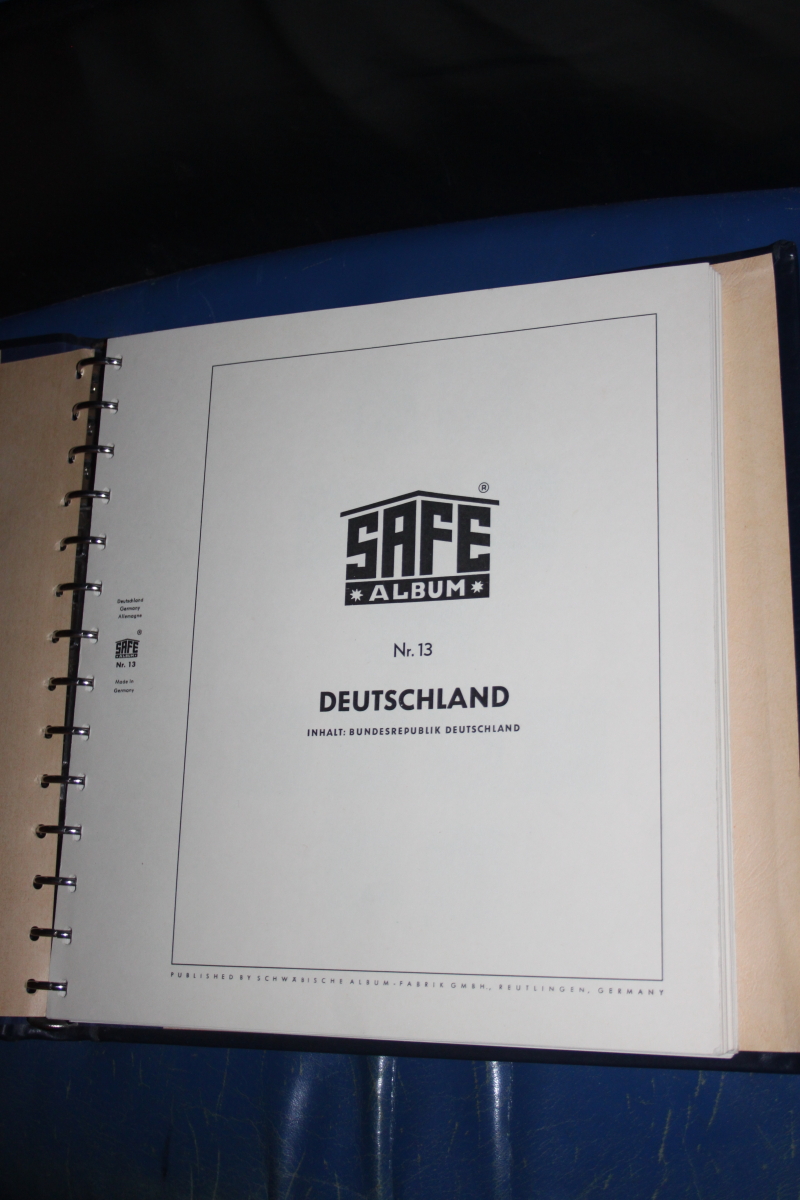 SAFE ®
ALBUM
Nr. 13
DEUTSCHLAND
INHALT: BUNDESREPUBLIK DEUTSCHLAND
PUBLISHED BY SCHWÄBISCHE ALBUM-FABRIK GMBH., REUTLINGEN, GERMANY
Deutschland
Germany
Allemagne
®
SAFE
ALBUM
Nr. 13
Made in
Germany